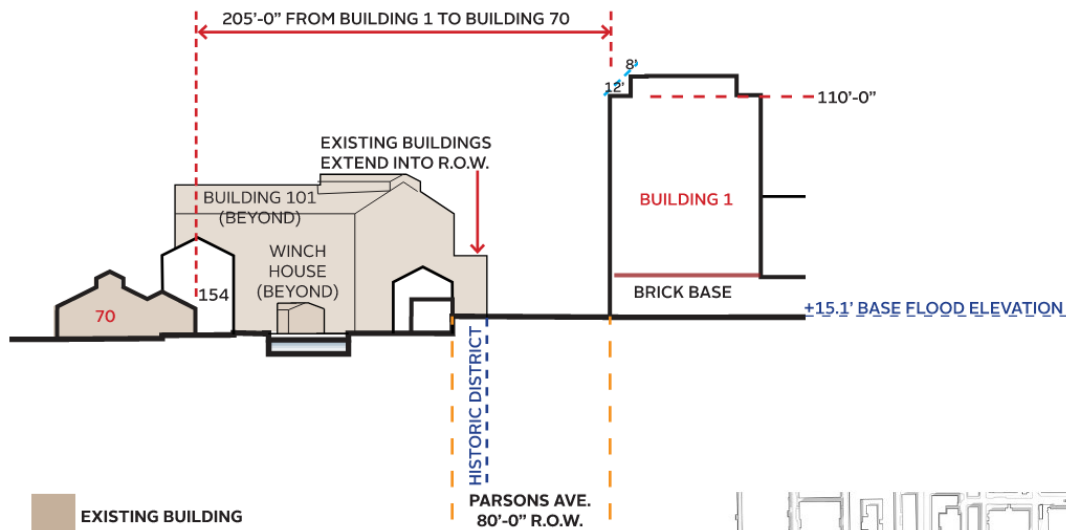 205'-0” FROM BUILDING 1 TO BUILDING 70
8'
12'
110'-0”
EXISTING BUILDINGS
EXTEND INTO R.O.W.
BUILDING 101
(BEYOND)
BUILDING 1
WINCH
HOUSE
(BEYOND)
154
70
BRICK BASE
+15.1' BASE FLOOD ELEVATION
HISTORIC DISTRICT
PARSONS AVE.
80'-0” R.O.W.
EXISTING BUILDING